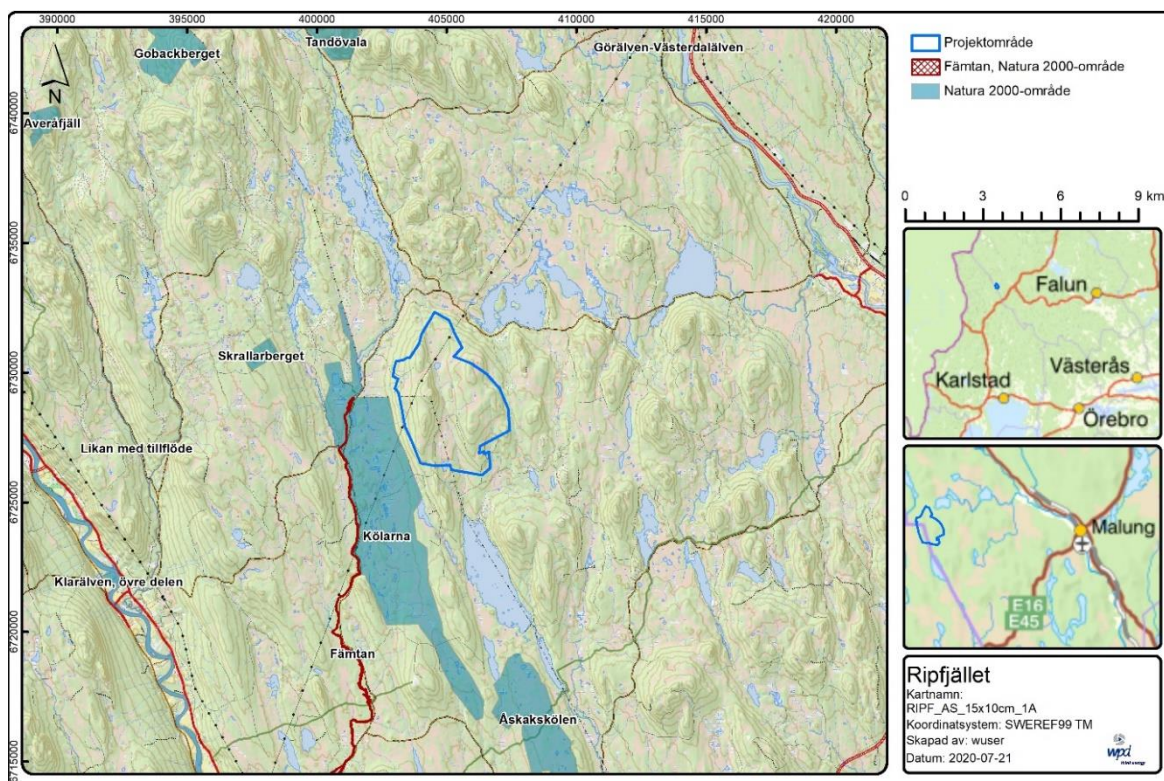 390000 395000 400000 405000 410000 415000 420000
Gobackberget
Tandövala
Görälven-Västerdalälven
N
Averåfjäll
6740000
6735000
Skrallarberget
6730000
Likan med tillflöde
6725000
Kölarna
Klarälven, övre delen
6720000
Fämtan
Åskakskölen
6715000
Projektområde
Fämtan, Natura 2000-område
Natura 2000-område
0 3 6 9 km
Falun
Västerås
Karlstad
Örebro
Malung
E16
E45
Ripfjället
Kartnamn:
RIPF_AS_15x10cm_1A
Koordinatsystem: SWEREF99 TM
Skapad av: wuser
Datum: 2020-07-21
wpd